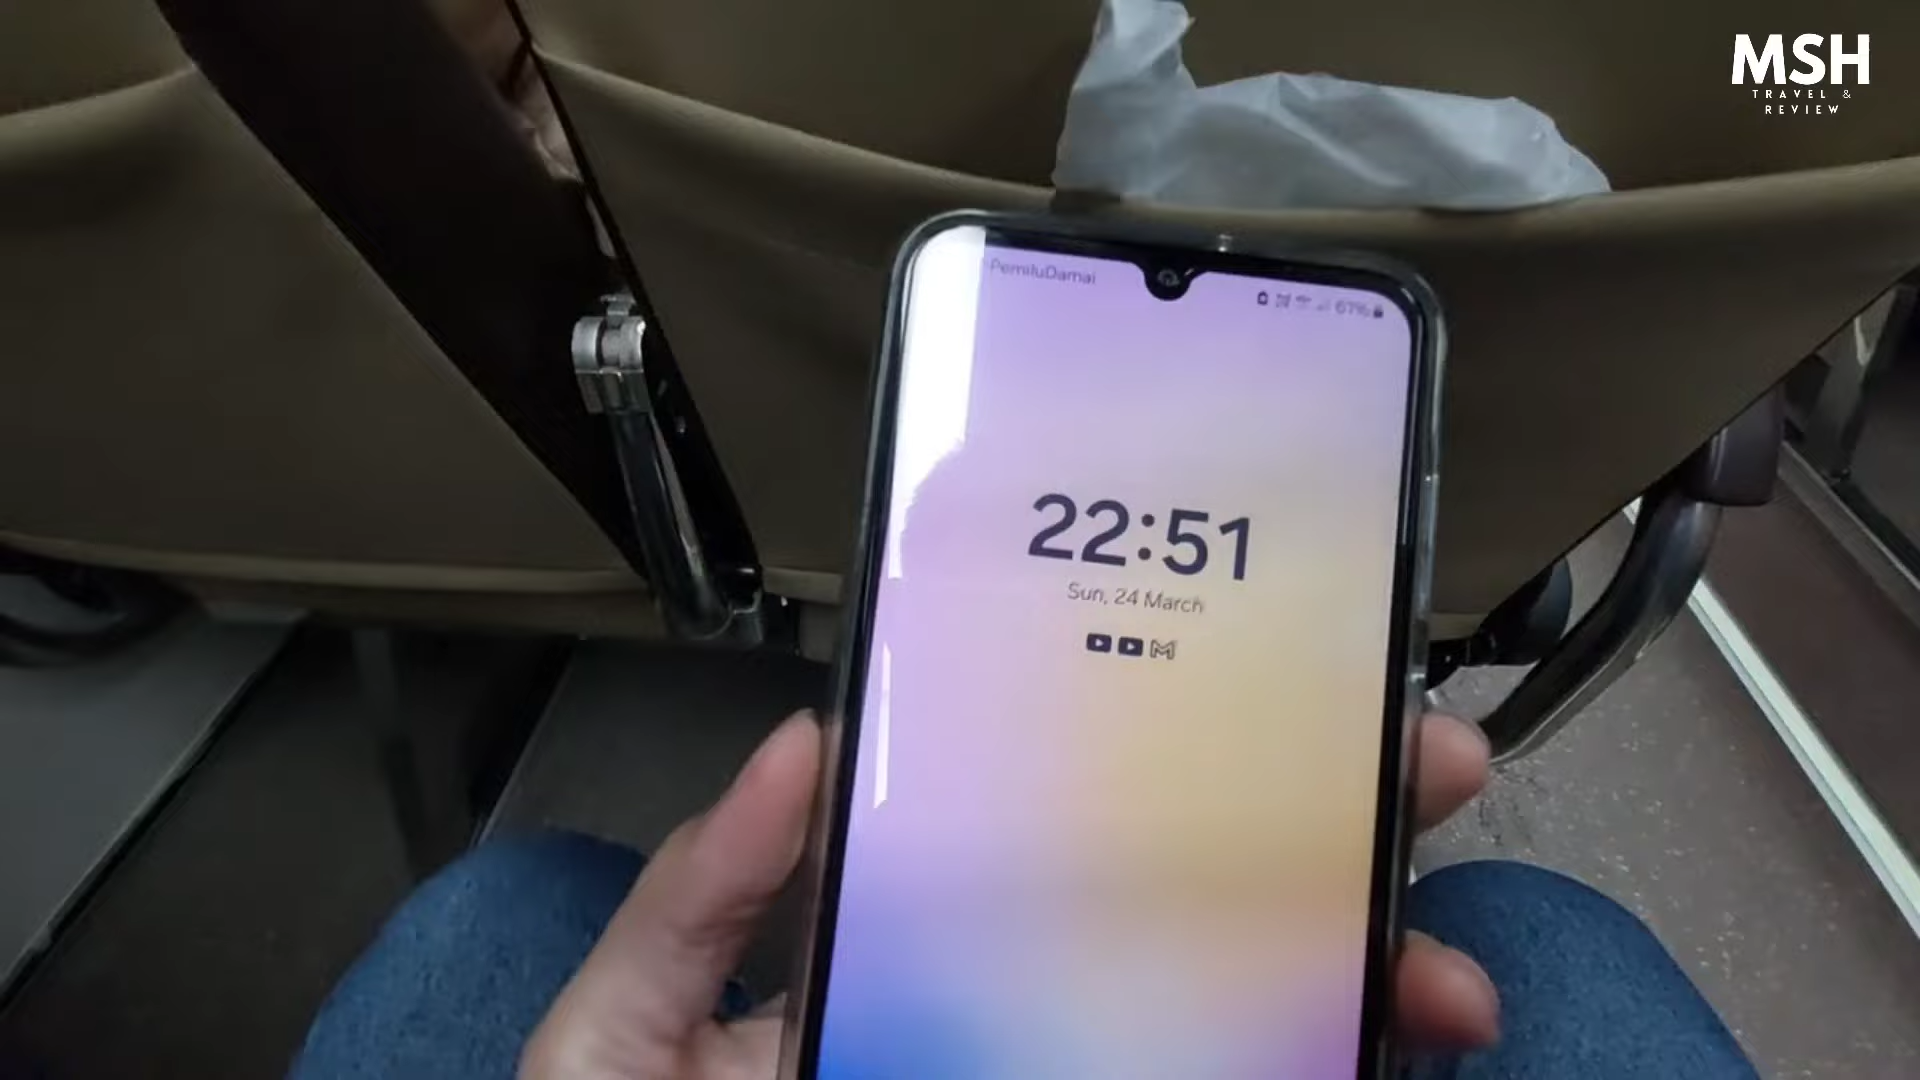 MSH
TRAVEL &
REVIEW
PemiluDamai
67%
22:51
Sun, 24 March